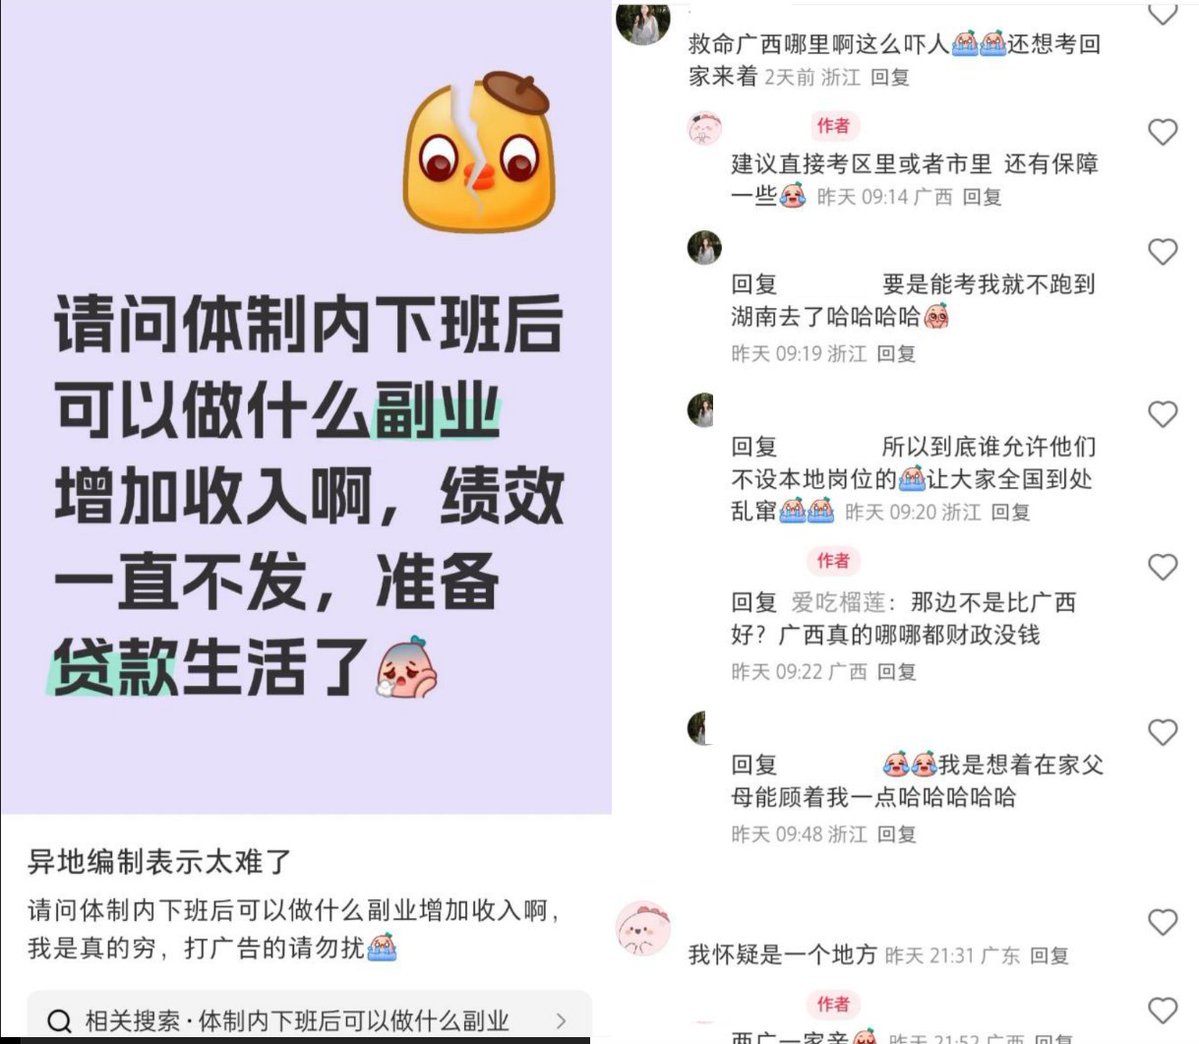 请问体制内下班后
可以做什么副业
增加收入啊，绩效
一直不发，准备
贷款生活了
异地编制表示太难了
请问体制内下班后可以做什么副业增加收入啊，
我是真的穷，打广告的请勿扰
相关搜索·体制内下班后可以做什么副业
救命广西哪里啊这么吓人还想考回
家来着 2天前 浙江 回复
作者
建议直接考区里或者市里 还有保障
一些 昨天 09:14 广西 回复
回复 要是能考我就不跑到
湖南去了哈哈哈哈
昨天 09:19 浙江 回复
回复 所以到底谁允许他们
不设本地岗位的让大家全国到处
乱窜 昨天 09:20 浙江 回复
作者
回复 爱吃榴莲：那边不是比广西
好？广西真的哪哪都财政没钱
昨天 09:22 广西 回复
回复 我是想着在家父
母能顾着我一点哈哈哈哈哈
昨天 09:48 浙江 回复
我怀疑是一个地方 昨天 21:31 广东 回复
作者
两广一家亲 昨天 21:52 广西 回复